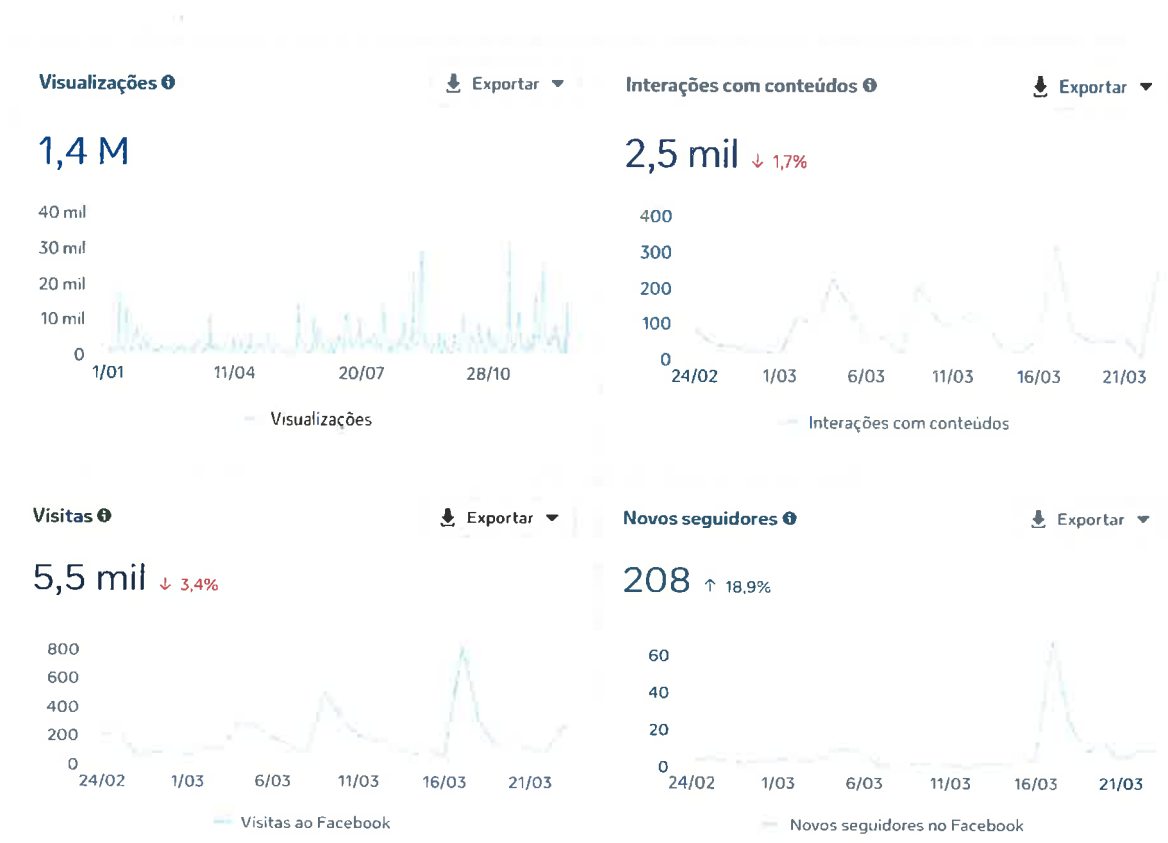 Visualizações
Exportar
1,4 M
40 mil
30 mil
20 mil
10 mil
0
1/01 11/04 20/07 28/10
Visualizações
Interações com conteúdos
Exportar
2,5 mil ↓ 1,7%
400
300
200
100
0
24/02 1/03 6/03 11/03 16/03 21/03
Interações com conteúdos
Visitas
Exportar
5,5 mil ↓ 3,4%
800
600
400
200
0
24/02 1/03 6/03 11/03 16/03 21/03
Visitas ao Facebook
Novos seguidores
Exportar
208 ↑ 18,9%
60
40
20
0
24/02 1/03 6/03 11/03 16/03 21/03
Novos seguidores no Facebook